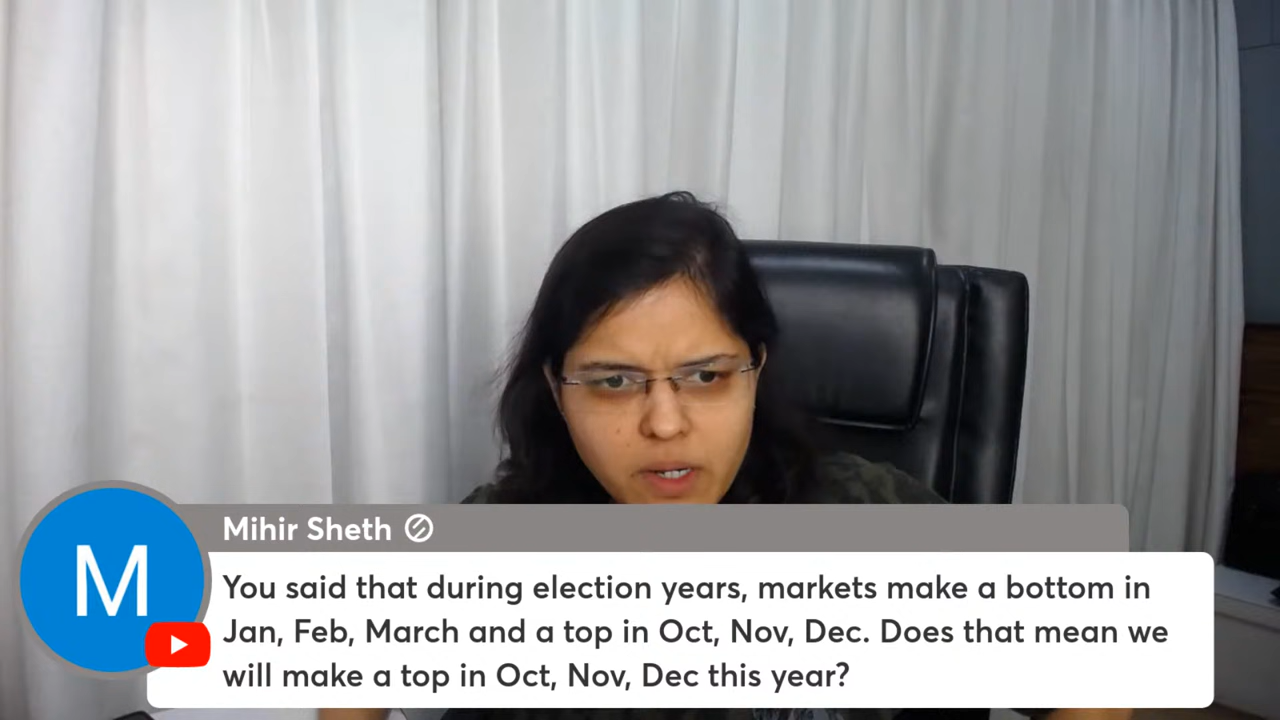 Mihir Sheth
M
You said that during election years, markets make a bottom in
Jan, Feb, March and a top in Oct, Nov, Dec. Does that mean we
will make a top in Oct, Nov, Dec this year?